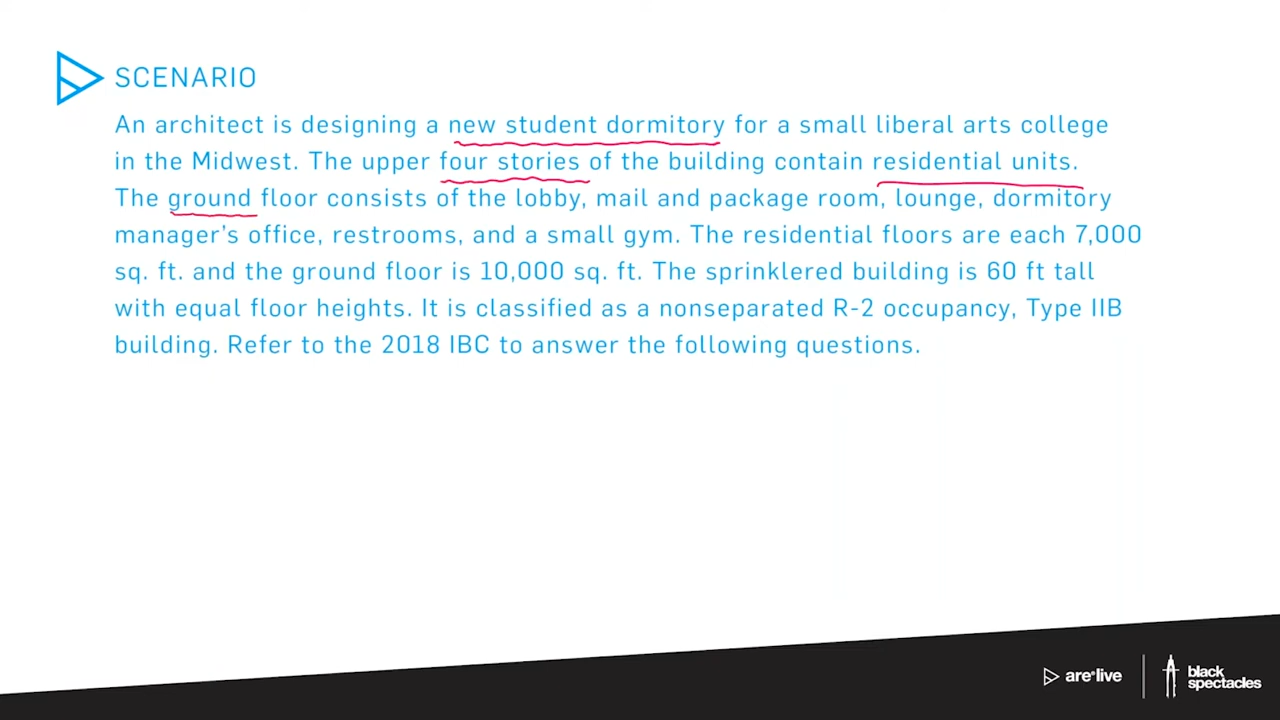 SCENARIO
An architect is designing a new student dormitory for a small liberal arts college
in the Midwest. The upper four stories of the building contain residential units.
The ground floor consists of the lobby, mail and package room, lounge, dormitory
manager's office, restrooms, and a small gym. The residential floors are each 7,000
sq. ft. and the ground floor is 10,000 sq. ft. The sprinklered building is 60 ft tall
with equal floor heights. It is classified as a nonseparated R-2 occupancy, Type IIB
building. Refer to the 2018 IBC to answer the following questions.
are®live
black
spectacles